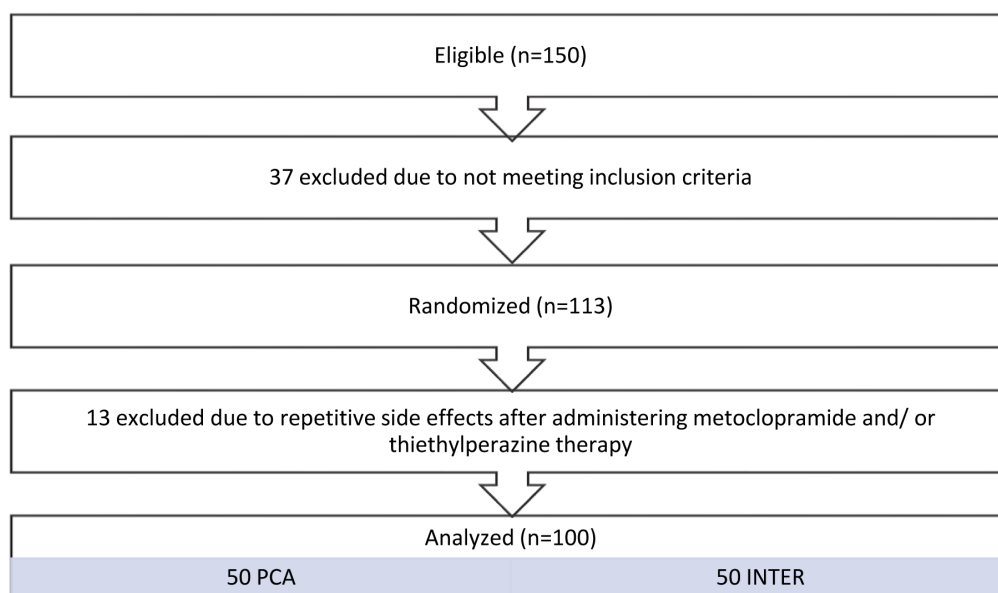 Eligible (n=150)
37 excluded due to not meeting inclusion criteria
Randomized (n=113)
13 excluded due to repetitive side effects after administering metoclopramide and/ or
thiethylperazine therapy
Analyzed (n=100)
50 PCA
50 INTER